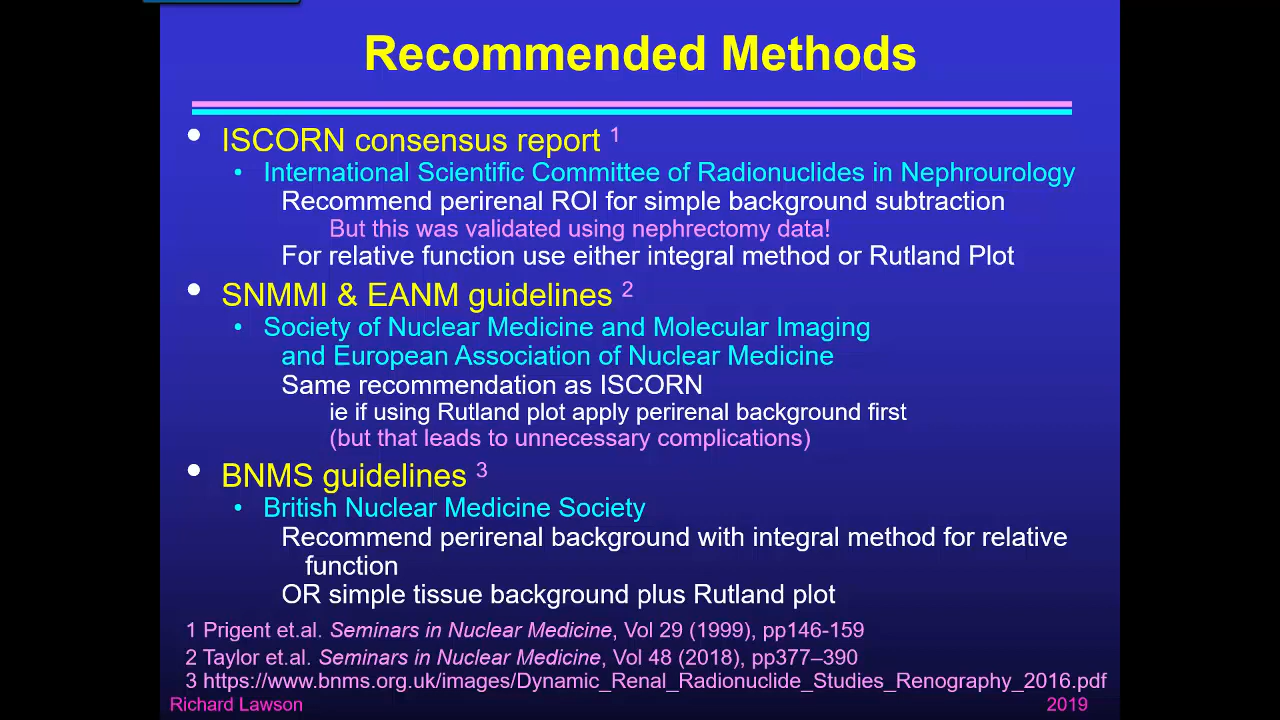 Recommended Methods
• ISCORN consensus report 1
• International Scientific Committee of Radionuclides in Nephrourology
Recommend perirenal ROI for simple background subtraction
But this was validated using nephrectomy data!
For relative function use either integral method or Rutland Plot
• SNMMI & EANM guidelines 2
• Society of Nuclear Medicine and Molecular Imaging
and European Association of Nuclear Medicine
Same recommendation as ISCORN
ie if using Rutland plot apply perirenal background first
(but that leads to unnecessary complications)
• BNMS guidelines 3
• British Nuclear Medicine Society
Recommend perirenal background with integral method for relative
function
OR simple tissue background plus Rutland plot
1 Prigent et.al. Seminars in Nuclear Medicine, Vol 29 (1999), pp146-159
2 Taylor et.al. Seminars in Nuclear Medicine, Vol 48 (2018), pp377–390
3 https://www.bnms.org.uk/images/Dynamic_Renal_Radionuclide_Studies_Renography_2016.pdf
Richard Lawson
2019